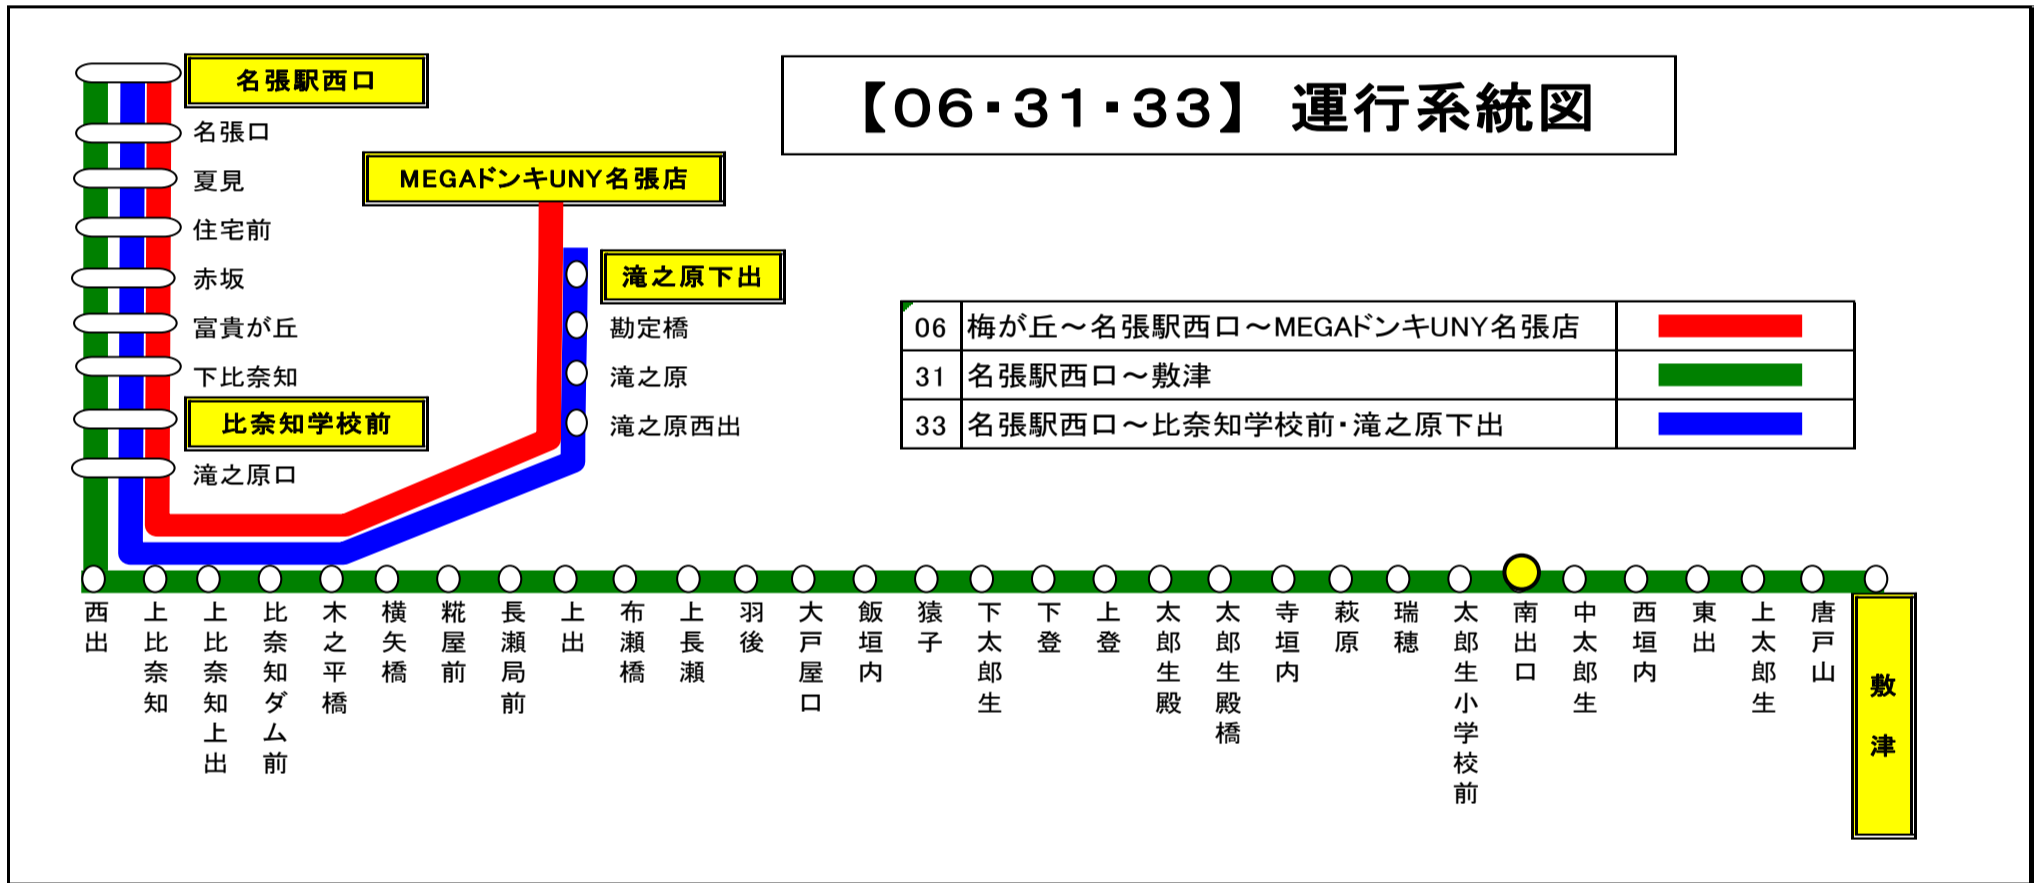 【06・31・33】 運行系統図
名張駅西口
名張口
夏見
住宅前
赤坂
富貴が丘
下比奈知
比奈知学校前
滝之原口
MEGAドンキUNY名張店
滝之原下出
勘定橋
滝之原
滝之原西出
06 梅が丘～名張駅西口～MEGAドンキUNY名張店
31 名張駅西口～敷津
33 名張駅西口～比奈知学校前・滝之原下出
西出
上比奈知
上比奈知上出
比奈知ダム前
木之平橋
横矢橋
糀屋前
長瀬局前
上出
布瀬橋
上長瀬
羽後
大戸屋口
飯垣内
猿子
下太郎生
下登
上登
太郎生殿
太郎生殿橋
寺垣内
萩原
瑞穂
太郎生小学校前
南出口
中太郎生
西垣内
東出
上太郎生
唐戸山
敷津